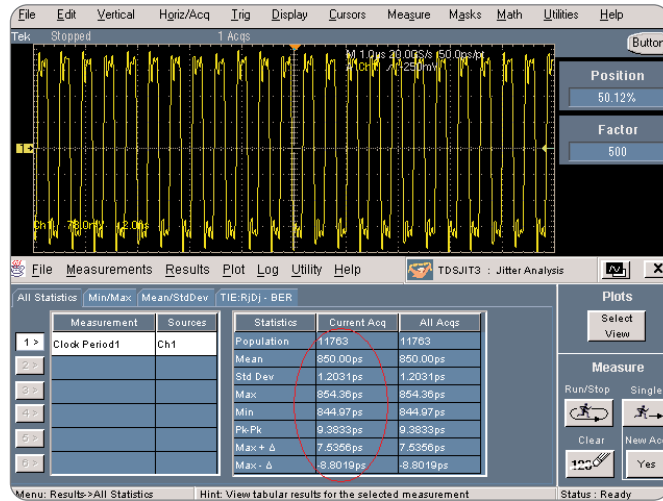 File Edit Vertical Horiz/Acq Trig Display Cursors Measure Masks Math Utilities Help
Tek Stopped 1 Acqs
Button
M 1.0µs 20.0GS/s 50.0ps/pt
Position
50.12%
Factor
500
1
Ch1 78.0mV 2.0ns
File Measurements Results Plot Log Utility Help TDSJIT3 : Jitter Analysis X
All Statistics Min/Max Mean/StdDev TIE:RjDj - BER
Plots
Select View
Measurement Sources
1 > Clock Period1 Ch1
2 >
3 >
4 >
5 >
6 >
Statistics Current Acq All Acqs
Population 11763 11763
Mean 850.00ps 850.00ps
Std Dev 1.2031ps 1.2031ps
Max 854.36ps 854.36ps
Min 844.97ps 844.97ps
Pk-Pk 9.3833ps 9.3833ps
Max + Δ 7.5356ps 7.5356ps
Max - Δ -8.8019ps -8.8019ps
Measure
Run/Stop Single
Clear New Acq
Yes
Menu: Results>All Statistics Hint: View tabular results for the selected measurement Status : Ready